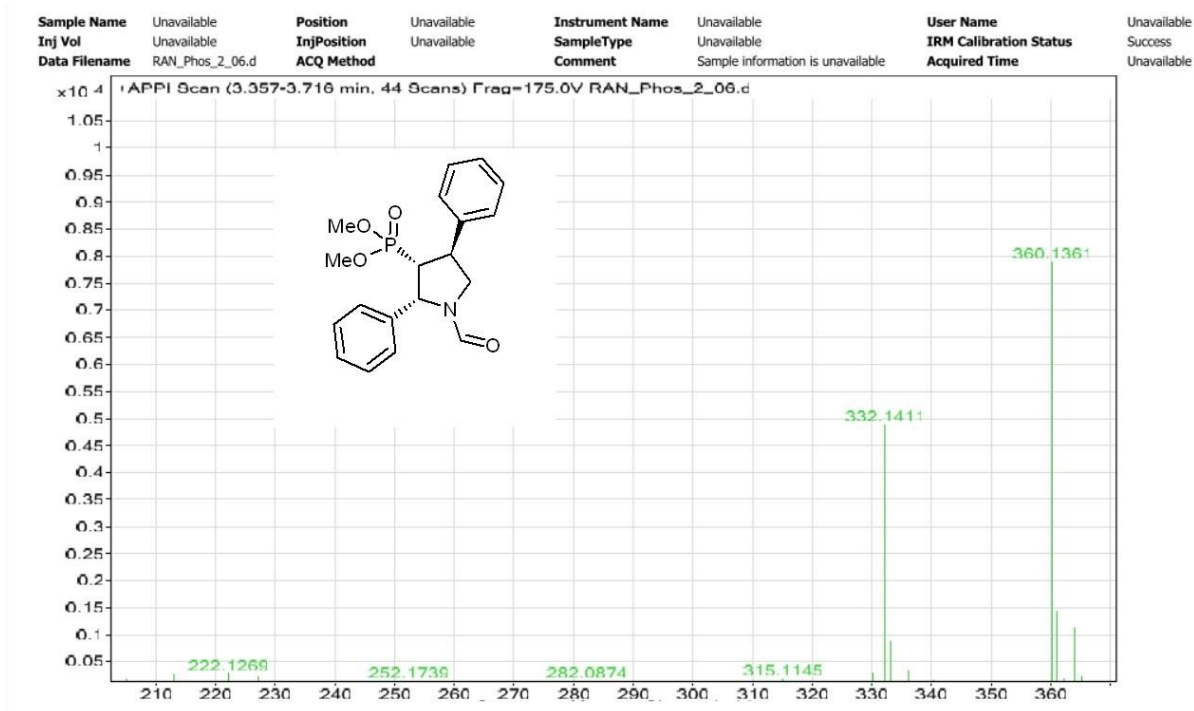 Sample Name Unavailable Position Unavailable Instrument Name Unavailable User Name Unavailable
Inj Vol Unavailable InjPosition Unavailable SampleType Unavailable IRM Calibration Status Success
Data Filename RAN_Phos_2_06.d ACQ Method Comment Sample information is unavailable Acquired Time Unavailable
×10 4 APPI Scan (3.357-3.716 min, 44 Scans) Frag=175.0V RAN_Phos_2_06.d
1.05
1
0.95
0.9
0.85
0.8
0.75
0.7
0.65
0.6
0.55
0.5
0.45
0.4
0.35
0.3
0.25
0.2
0.15
0.1
0.05
O
MeO
P
MeO
N
O
360.1361
332.1411
222.1269
252.1739
282.0874
315.1145
210 220 230 240 250 260 270 280 290 300 310 320 330 340 350 360